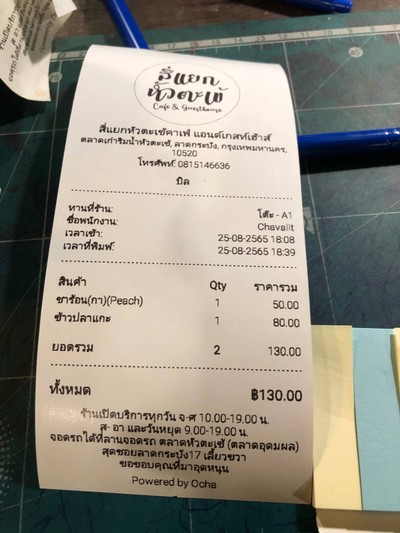 สี่แยก
หัวตะเข้
Cafe & Guesthouse
สี่แยกหัวตะเข้คาเฟ่ แอนด์เกสท์เฮ้าส์
ตลาดเก่าริมน้ำหัวตะเข้, ลาดกระบัง, กรุงเทพมหานคร,
10520
โทรศัพท์: 0815146636
บิล
ทานที่ร้าน: โต๊ะ - A1
ชื่อพนักงาน: Chavalit
เวลาเข้า: 25-08-2565 18:08
เวลาที่พิมพ์: 25-08-2565 18:39
สินค้า Qty ราคารวม
ชาร้อน(กา)(Peach) 1 50.00
ข้าวปลาแกะ 1 80.00
ยอดรวม 2 130.00
ทั้งหมด ฿130.00
ร้านเปิดบริการทุกวัน จ-ศ 10.00-19.00 น.
ส- อา และวันหยุด 9.00-19.00 น.
จอดรถได้ที่ลานจอดรถ ตลาดหัวตะเข้ (ตลาดอุดมผล)
สุดซอยลาดกระบัง17 เลี้ยวขวา
ขอขอบคุณที่มาอุดหนุน
Powered by Ocha